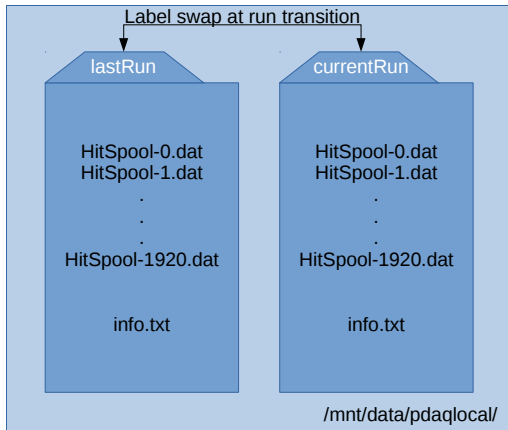 Label swap at run transition
lastRun
HitSpool-0.dat
HitSpool-1.dat
.
.
.
HitSpool-1920.dat
info.txt
currentRun
HitSpool-0.dat
HitSpool-1.dat
.
.
.
HitSpool-1920.dat
info.txt
/mnt/data/pdaqlocal/